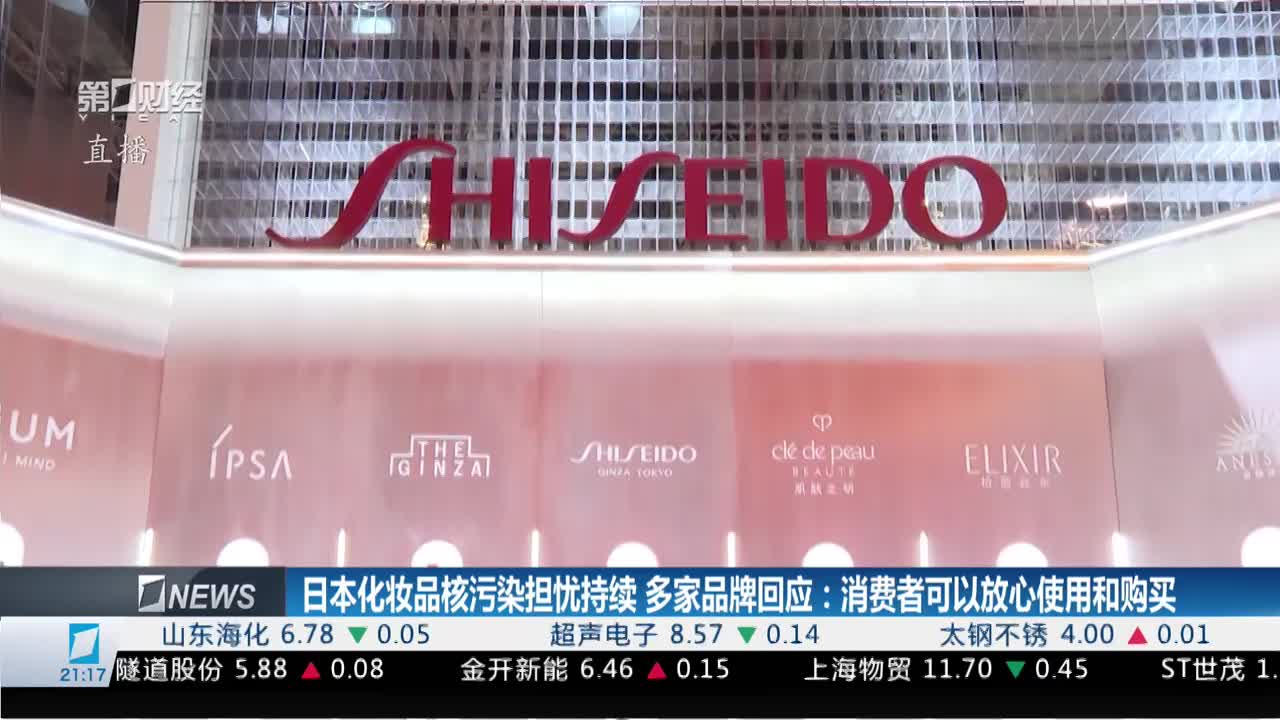 第1财经
YICAI
直播
SHISEIDO
UM
I MIND
IPSA
THE GINZA
SHISEIDO
GINZA TOKYO
clé de peau
BEAUTÉ
肌肤之钥
ELIXIR
ANES
NEWS 日本化妆品核污染担忧持续 多家品牌回应：消费者可以放心使用和购买
山东海化 6.78 ▼ 0.05 超声电子 8.57 ▼ 0.14 太钢不锈 4.00 ▲ 0.01
21:17 隧道股份 5.88 ▲ 0.08 金开新能 6.46 ▲ 0.15 上海物贸 11.70 ▼ 0.45 ST世茂 1.